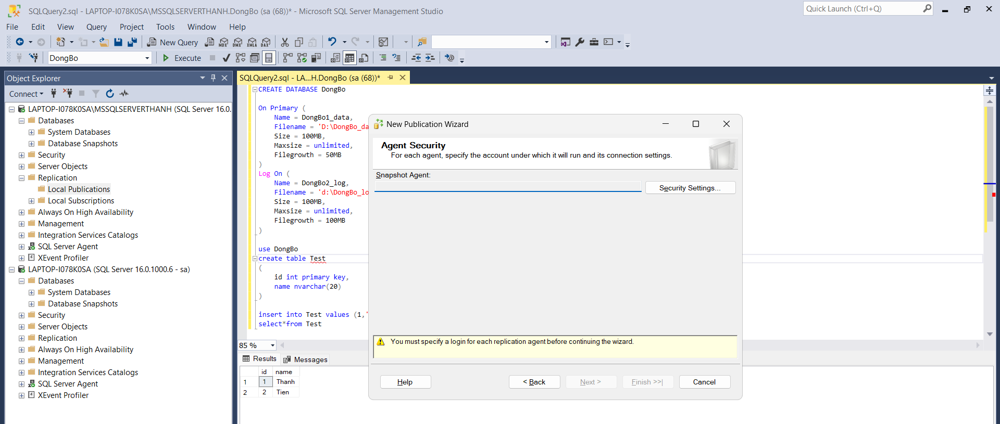 SQLQuery2.sql - LAPTOP-I078K0SA\MSSQLSERVERTHANH.DongBo (sa (68))* - Microsoft SQL Server Management Studio
Quick Launch (Ctrl+Q)
File Edit View Query Project Tools Window Help
New Query MDX DMX XMLA DAX
DongBo Execute
Object Explorer
Connect
LAPTOP-I078K0SA\MSSQLSERVERTHANH (SQL Server 16.0.
Databases
System Databases
Database Snapshots
Security
Server Objects
Replication
Local Publications
Local Subscriptions
Always On High Availability
Management
Integration Services Catalogs
SQL Server Agent
XEvent Profiler
LAPTOP-I078K0SA (SQL Server 16.0.1000.6 - sa)
Databases
System Databases
Database Snapshots
Security
Server Objects
Replication
Always On High Availability
Management
Integration Services Catalogs
SQL Server Agent
XEvent Profiler
SQLQuery2.sql - LA...H.DongBo (sa (68))*
CREATE DATABASE DongBo
On Primary (
Name = DongBo1_data,
Filename = 'D:\DongBo_da
Size = 100MB,
Maxsize = unlimited,
Filegrowth = 50MB
)
Log On (
Name = DongBo2_log,
Filename = 'd:\DongBo_lo
Size = 100MB,
Maxsize = unlimited,
Filegrowth = 100MB
)
use DongBo
create table Test
(
id int primary key,
name nvarchar(20)
)
insert into Test values (1,'
select*from Test
85 %
Results Messages
id name
1 1 Thanh
2 2 Tien
New Publication Wizard
Agent Security
For each agent, specify the account under which it will run and its connection settings.
Snapshot Agent:
Security Settings...
You must specify a login for each replication agent before continuing the wizard.
Help < Back Next > Finish >>| Cancel